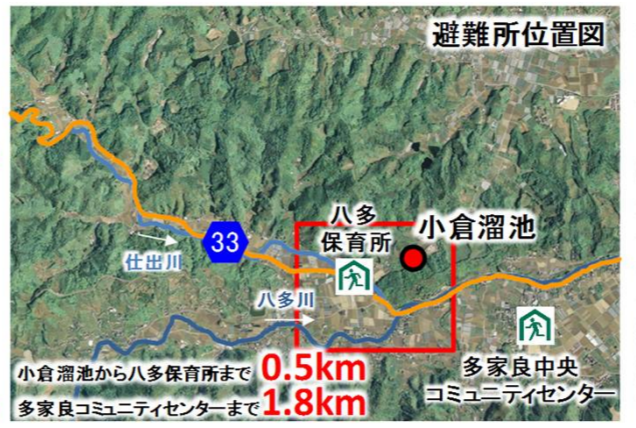 避難所位置図
八多
保育所
小倉溜池
33
仕出川
八多川
多家良中央
コミュニティセンター
小倉溜池から八多保育所まで 0.5km
多家良コミュニティセンターまで 1.8km